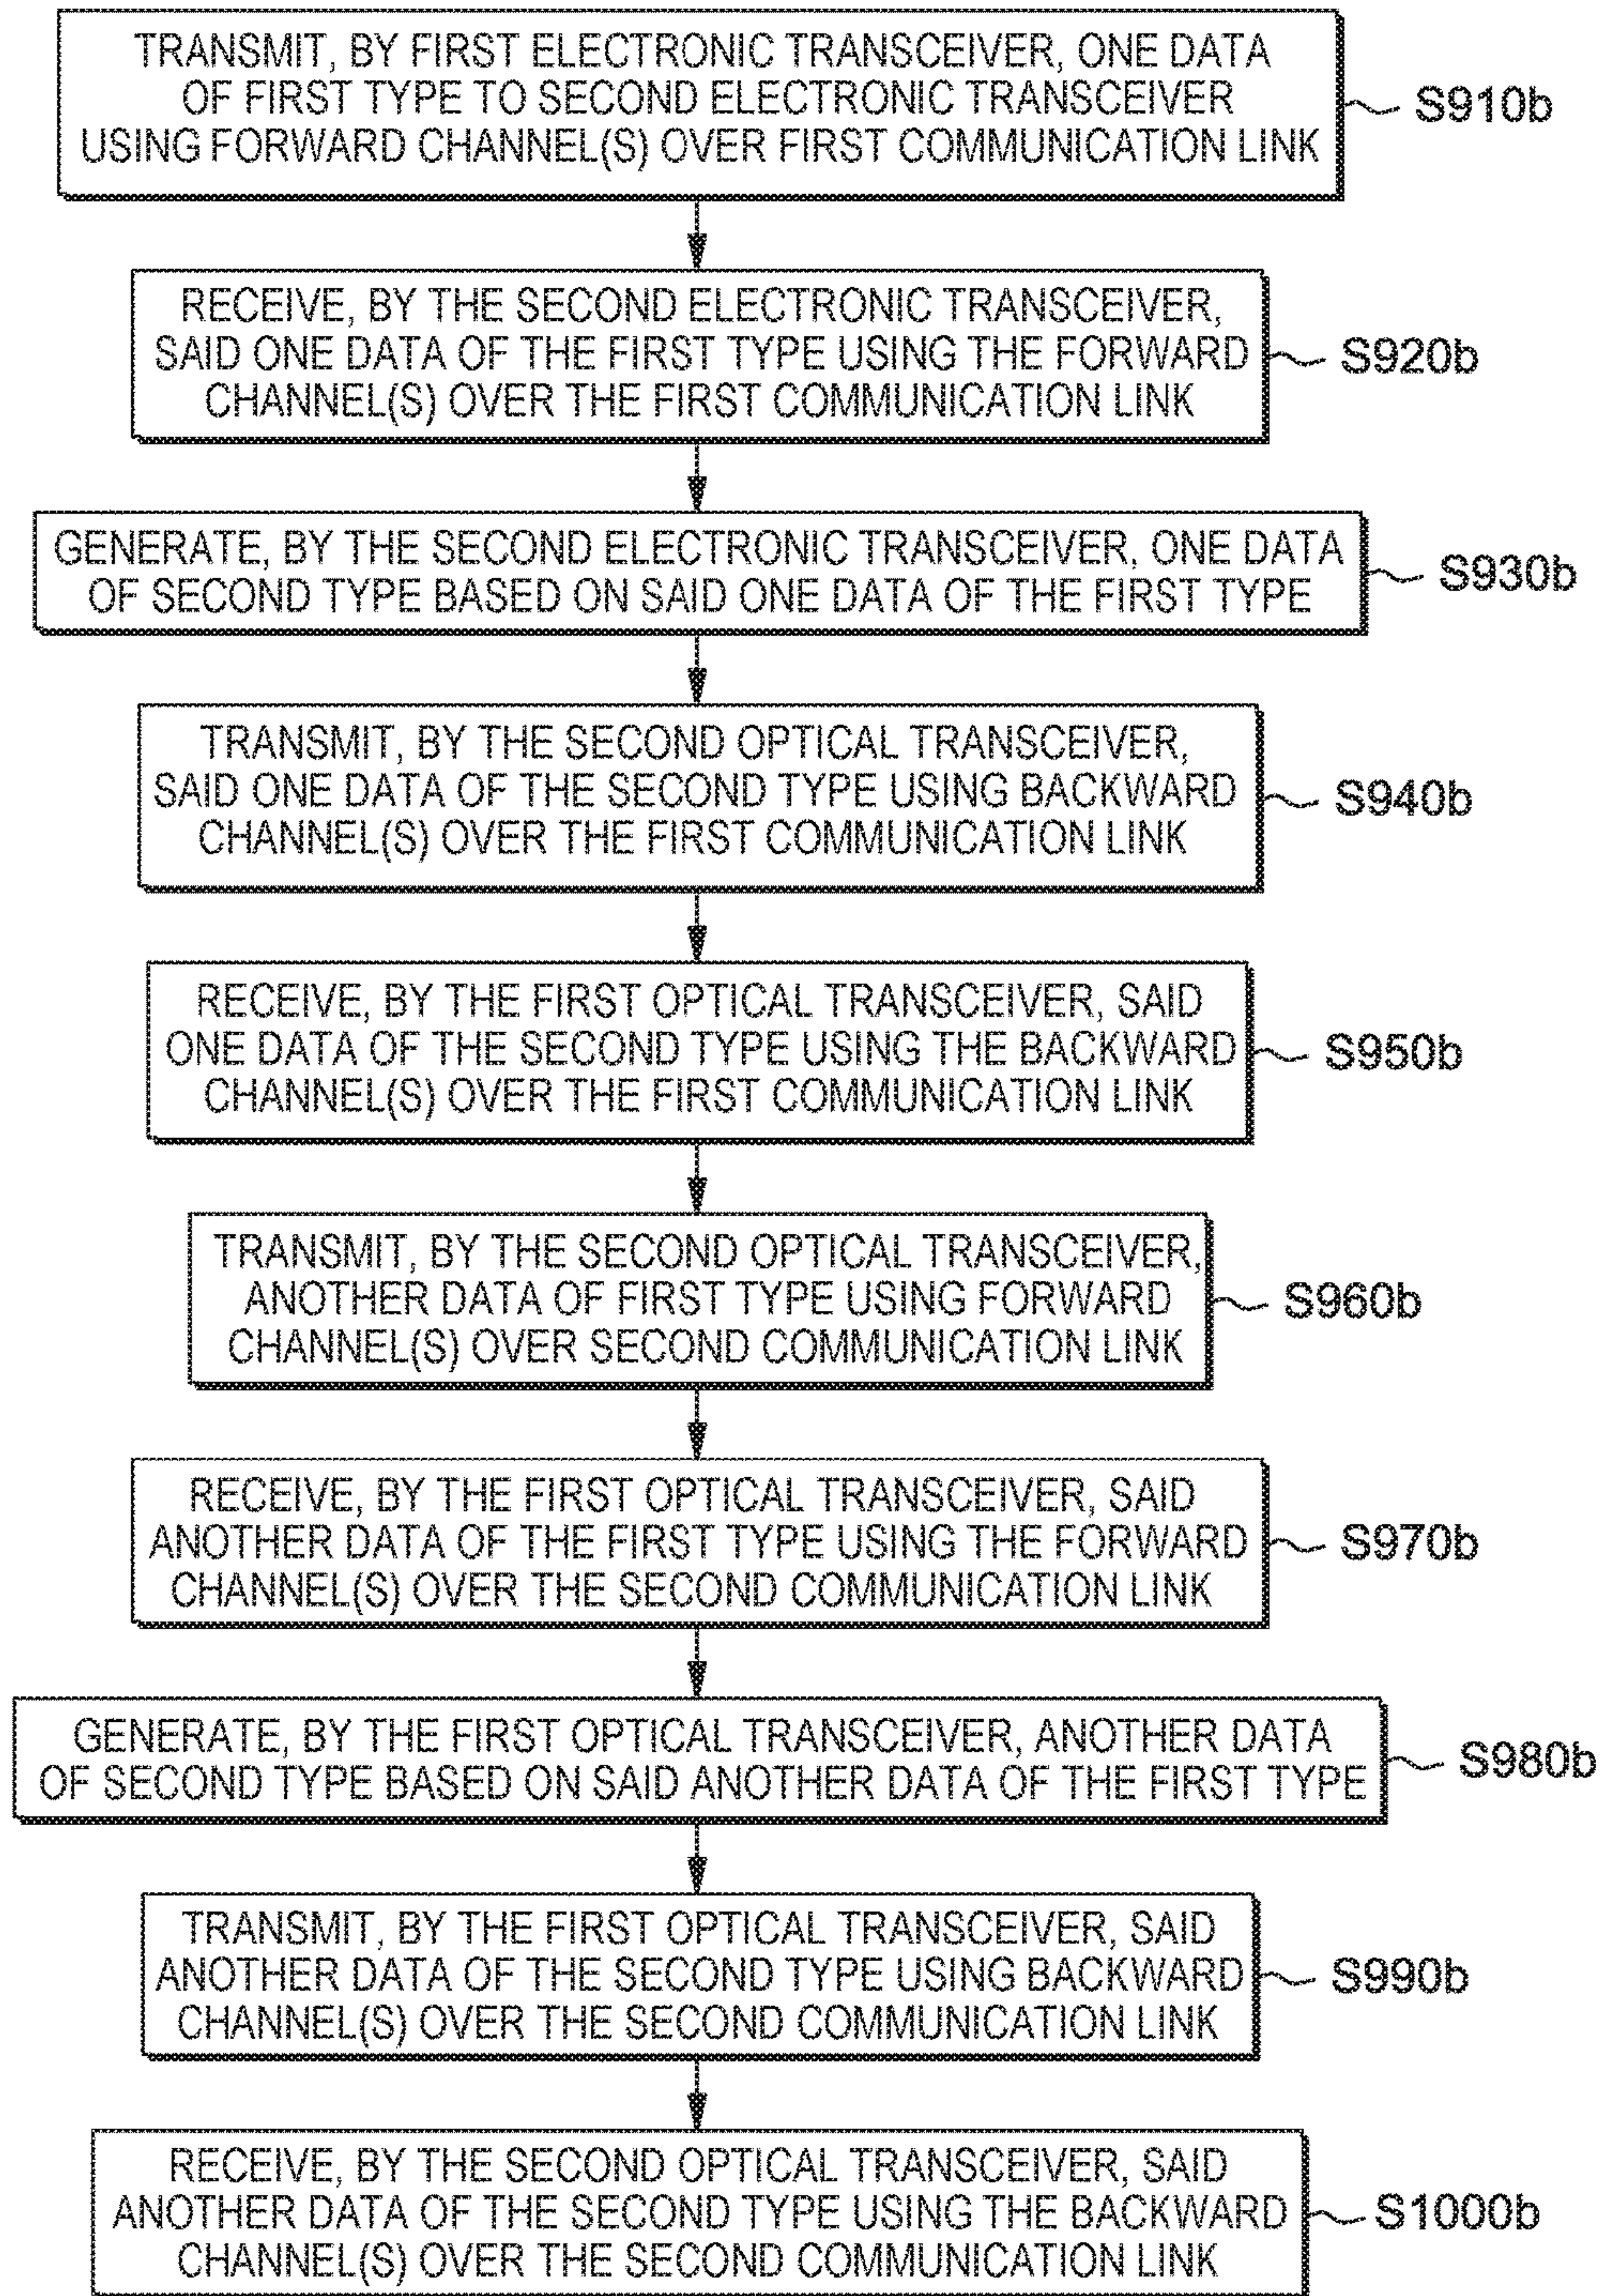 TRANSMIT, BY FIRST ELECTRONIC TRANSCEIVER, ONE DATA
OF FIRST TYPE TO SECOND ELECTRONIC TRANSCEIVER
USING FORWARD CHANNEL(S) OVER FIRST COMMUNICATION LINK
S910b
RECEIVE, BY THE SECOND ELECTRONIC TRANSCEIVER,
SAID ONE DATA OF THE FIRST TYPE USING THE FORWARD
CHANNEL(S) OVER THE FIRST COMMUNICATION LINK
S920b
GENERATE, BY THE SECOND ELECTRONIC TRANSCEIVER, ONE DATA
OF SECOND TYPE BASED ON SAID ONE DATA OF THE FIRST TYPE
S930b
TRANSMIT, BY THE SECOND OPTICAL TRANSCEIVER,
SAID ONE DATA OF THE SECOND TYPE USING BACKWARD
CHANNEL(S) OVER THE FIRST COMMUNICATION LINK
S940b
RECEIVE, BY THE FIRST OPTICAL TRANSCEIVER, SAID
ONE DATA OF THE SECOND TYPE USING THE BACKWARD
CHANNEL(S) OVER THE FIRST COMMUNICATION LINK
S950b
TRANSMIT, BY THE SECOND OPTICAL TRANSCEIVER,
ANOTHER DATA OF FIRST TYPE USING FORWARD
CHANNEL(S) OVER SECOND COMMUNICATION LINK
S960b
RECEIVE, BY THE FIRST OPTICAL TRANSCEIVER, SAID
ANOTHER DATA OF THE FIRST TYPE USING THE FORWARD
CHANNEL(S) OVER THE SECOND COMMUNICATION LINK
S970b
GENERATE, BY THE FIRST OPTICAL TRANSCEIVER, ANOTHER DATA
OF SECOND TYPE BASED ON SAID ANOTHER DATA OF THE FIRST TYPE
S980b
TRANSMIT, BY THE FIRST OPTICAL TRANSCEIVER, SAID
ANOTHER DATA OF THE SECOND TYPE USING BACKWARD
CHANNEL(S) OVER THE SECOND COMMUNICATION LINK
S990b
RECEIVE, BY THE SECOND OPTICAL TRANSCEIVER, SAID
ANOTHER DATA OF THE SECOND TYPE USING THE BACKWARD
CHANNEL(S) OVER THE SECOND COMMUNICATION LINK
S1000b